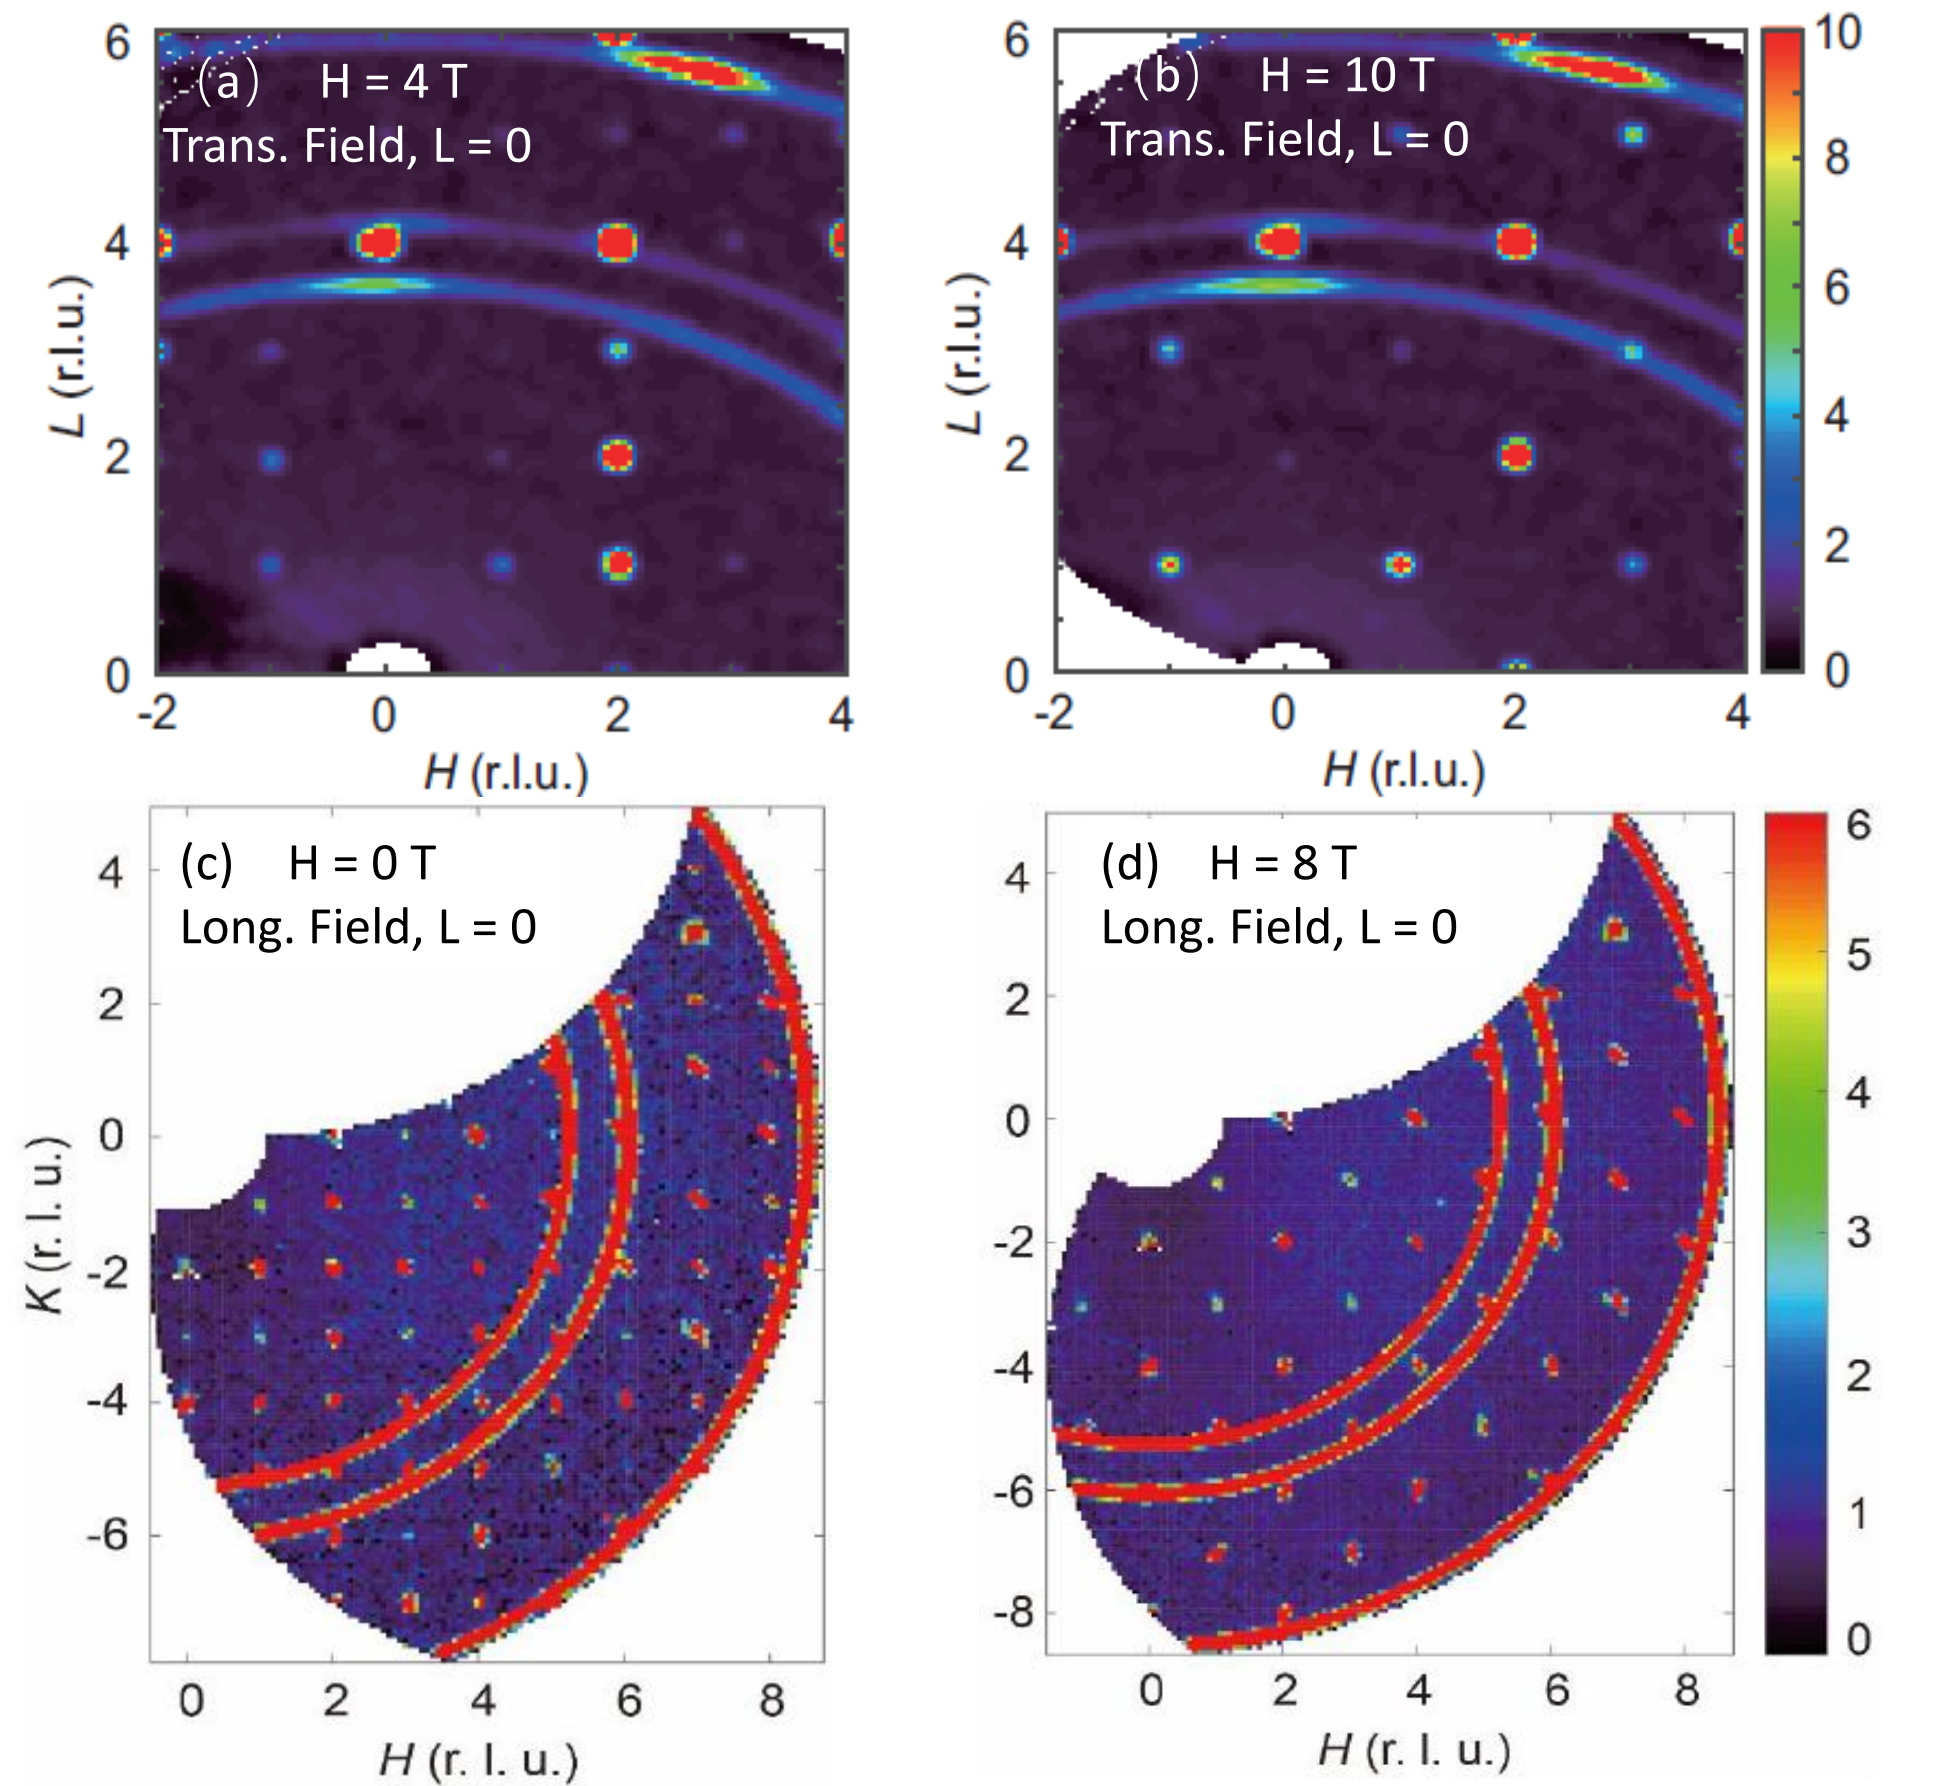 (a) H = 4 T
Trans. Field, L = 0
6
4
2
0
L (r.l.u.)
-2 0 2 4
H (r.l.u.)
(b) H = 10 T
Trans. Field, L = 0
6
4
2
0
L (r.l.u.)
-2 0 2 4
H (r.l.u.)
10
8
6
4
2
0
(c) H = 0 T
Long. Field, L = 0
4
2
0
-2
-4
-6
K (r. l. u.)
0 2 4 6 8
H (r. l. u.)
(d) H = 8 T
Long. Field, L = 0
4
2
0
-2
-4
-6
-8
0 2 4 6 8
H (r. l. u.)
6
5
4
3
2
1
0